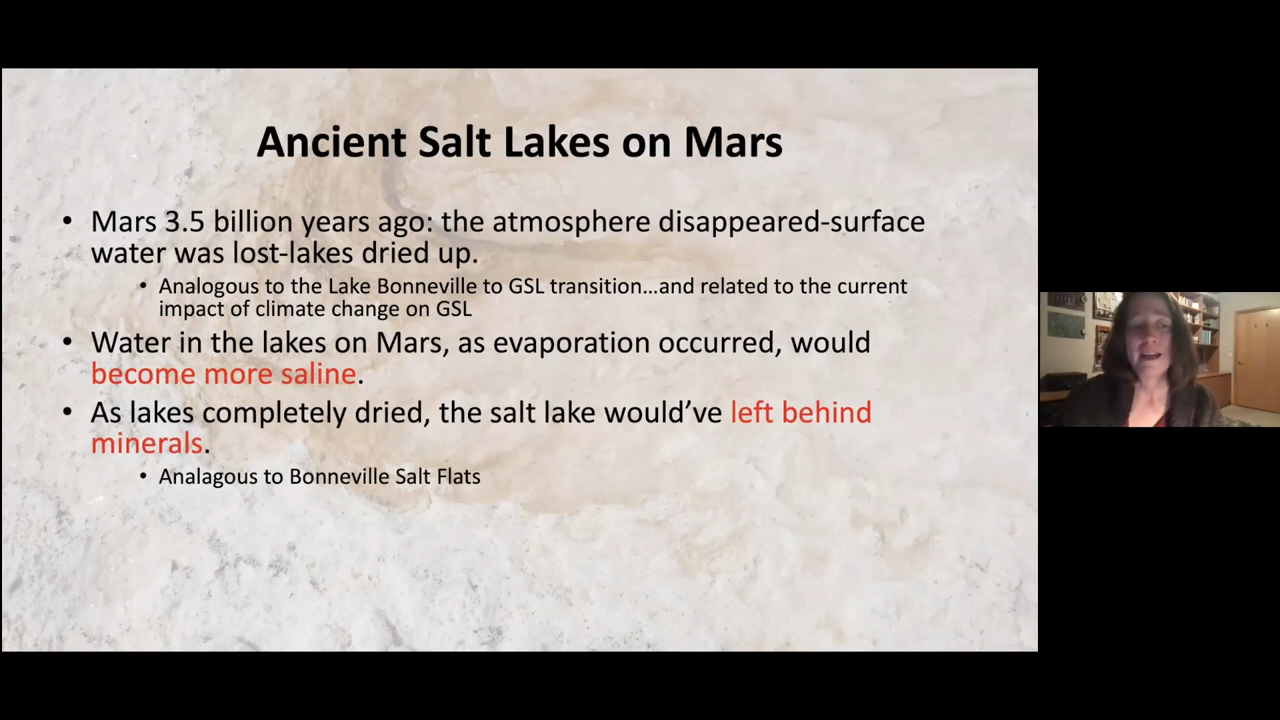 Ancient Salt Lakes on Mars
• Mars 3.5 billion years ago: the atmosphere disappeared-surface
water was lost-lakes dried up.
• Analogous to the Lake Bonneville to GSL transition…and related to the current
impact of climate change on GSL
• Water in the lakes on Mars, as evaporation occurred, would
become more saline.
• As lakes completely dried, the salt lake would’ve left behind
minerals.
• Analagous to Bonneville Salt Flats